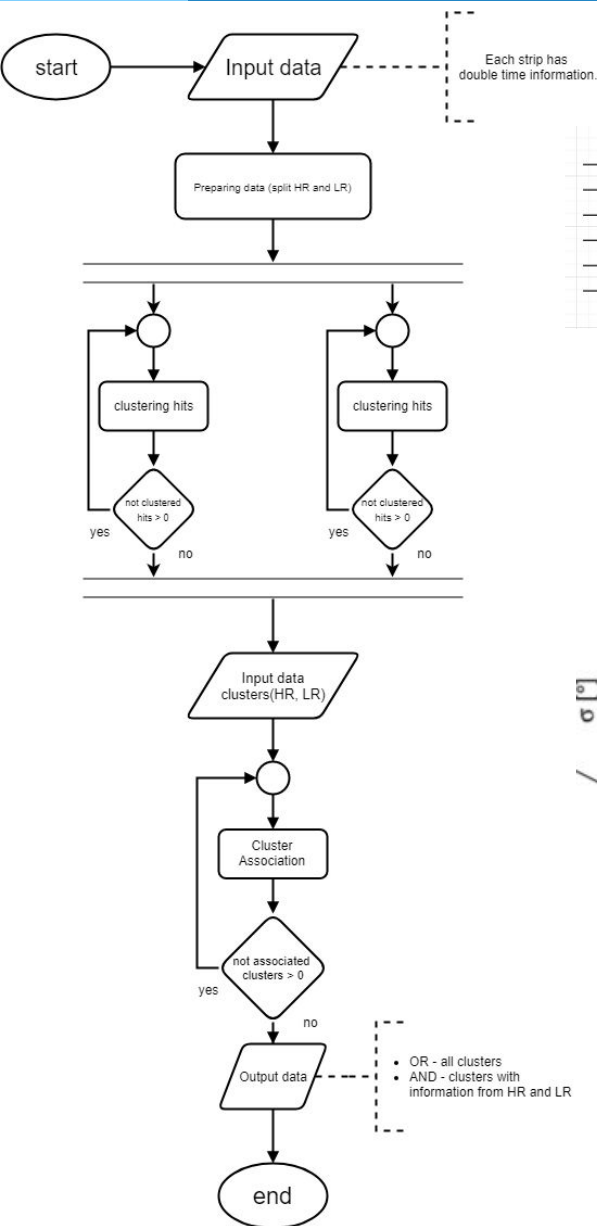 start
Input data
Each strip has
double time information.
Preparing data (split HR and LR)
clustering hits
clustering hits
not clustered
hits > 0
not clustered
hits > 0
yes
no
yes
no
Input data
clusters(HR, LR)
Cluster
Association
not associated
clusters > 0
yes
no
Output data
• OR - all clusters
• AND - clusters with
information from HR and LR
end
σ [°]